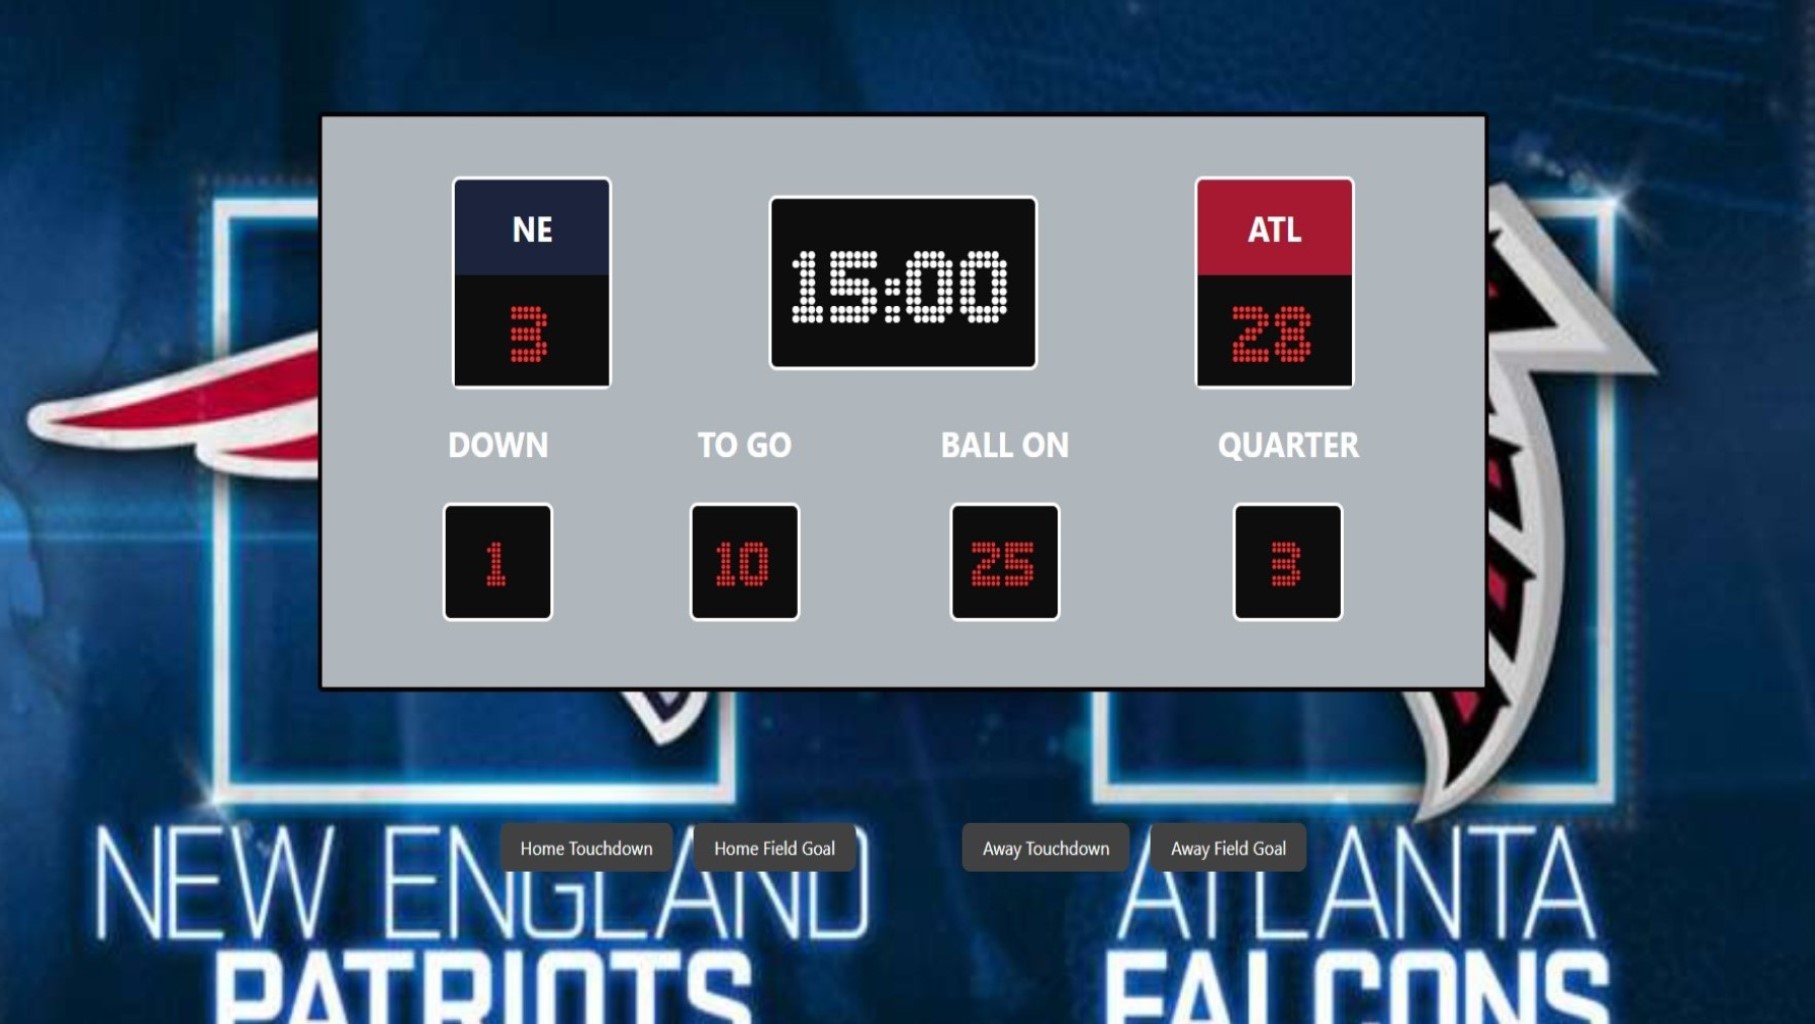 NE
15:00
ATL
3
28
DOWN
TO GO
BALL ON
QUARTER
1
10
25
3
Home Touchdown
Home Field Goal
Away Touchdown
Away Field Goal
NEW ENGLAND
PATRIOTS
ATLANTA
FALCONS